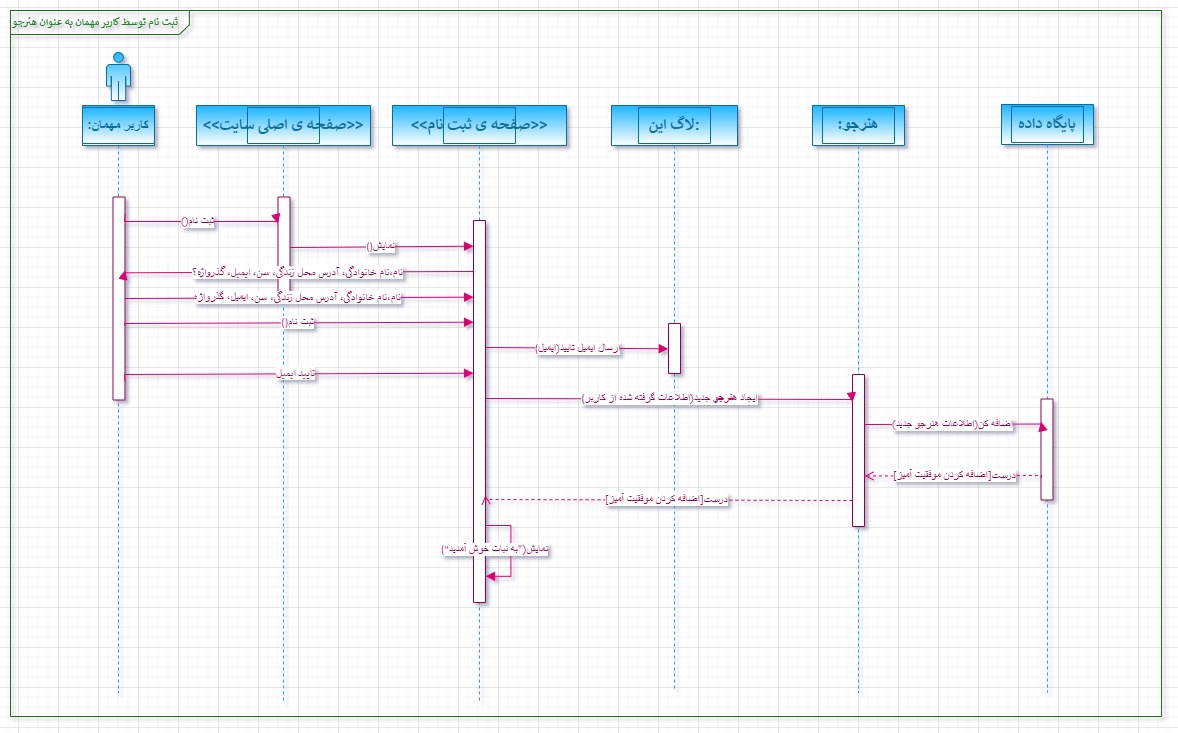 ثبت نام توسط کاربر مهمان به عنوان هنرجو
کاربر مهمان:
<<صفحه ی اصلی سایت>>
<<صفحه ی ثبت نام>>
:لاگ این
هنرجو:
پایگاه داده
ثبت نام()
نمایش()
نام،نام خانوادگی، آدرس محل زندگی، سن، ایمیل، گذرواژه؟
نام،نام خانوادگی، آدرس محل زندگی، سن، ایمیل، گذرواژه
ثبت نام()
ارسال ایمیل تایید(ایمیل)
تایید ایمیل
ایجاد هنرجو جدید(اطلاعات گرفته شده از کاربر)
اضافه کن(اطلاعات هنرجو جدید)
درست[اضافه کردن موفقیت آمیز]
درست[اضافه کردن موفقیت آمیز]
نمایش("به نبات خوش آمدید")